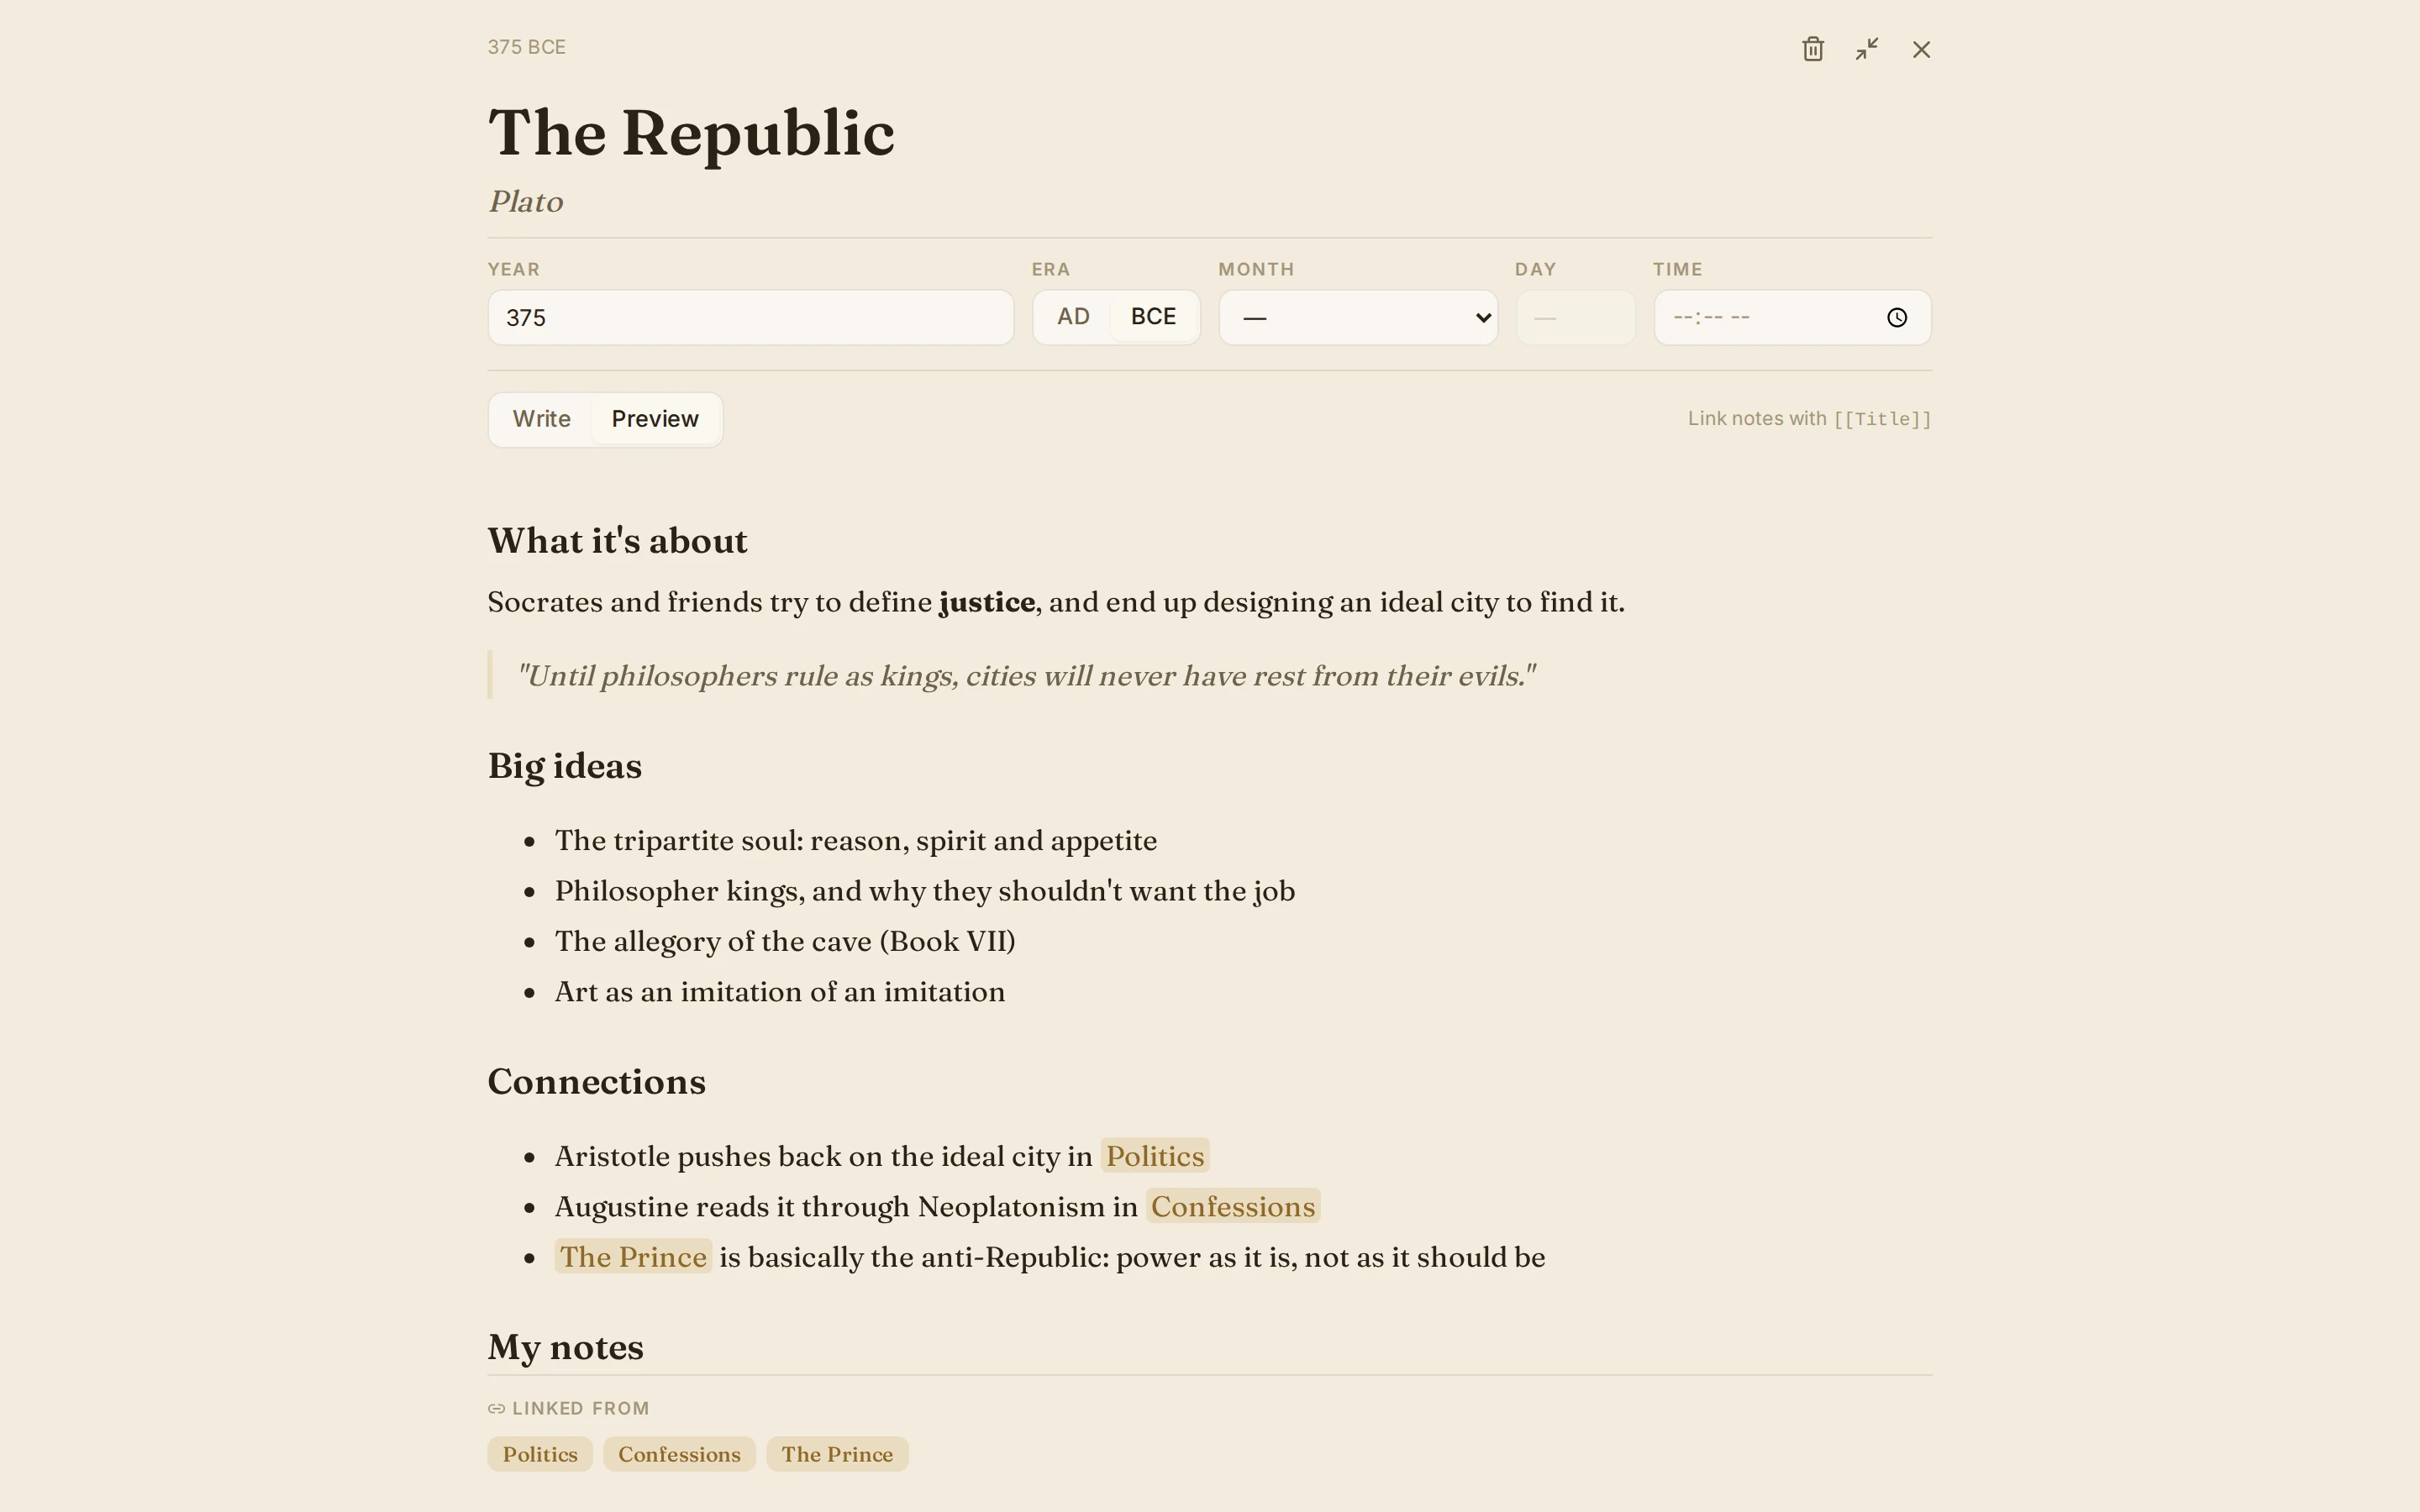 375 BCE
The Republic
Plato
YEAR ERA MONTH DAY TIME
375 AD BCE — — --:-- --
Write Preview Link notes with [[Title]]
What it's about
Socrates and friends try to define justice, and end up designing an ideal city to find it.
"Until philosophers rule as kings, cities will never have rest from their evils."
Big ideas
The tripartite soul: reason, spirit and appetite
Philosopher kings, and why they shouldn't want the job
The allegory of the cave (Book VII)
Art as an imitation of an imitation
Connections
Aristotle pushes back on the ideal city in Politics
Augustine reads it through Neoplatonism in Confessions
The Prince is basically the anti-Republic: power as it is, not as it should be
My notes
LINKED FROM
Politics Confessions The Prince